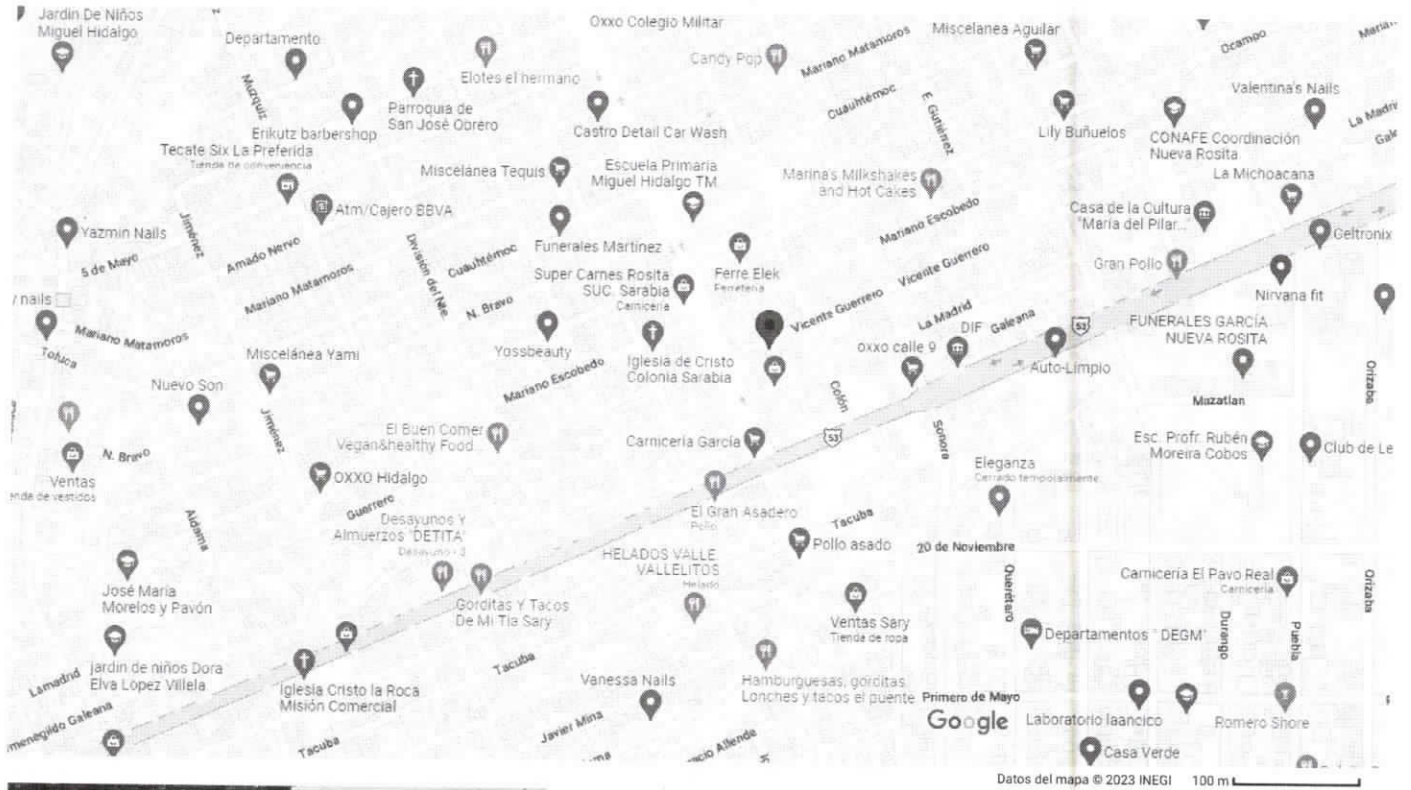 Jardin De Niños
Miguel Hidalgo
Departamento
Muzquiz
Elotes el hermano
Oxxo Colegio Militar
Candy Pop
Mariano Matamoros
Miscelanea Aguilar
Ocampo
Parroquia de
San José Obrero
Erikutz barbershop
Castro Detail Car Wash
Cuauhtémoc
F. Gutiérrez
Lily Buñuelos
Valentina's Nails
CONAFE Coordinación
Nueva Rosita
La Madrid
Tecate Six La Preferida
Tienda de conveniencia
Miscelánea Tequis
Escuela Primaria
Miguel Hidalgo TM
Marina's Milkshakes
and Hot Cakes
La Michoacana
Atm/Cajero BBVA
Jiménez
Yazmin Nails
5 de Mayo
Amado Nervo
Mariano Matamoros
División del Nte.
Cuauhtémoc
Funerales Martínez
Mariano Escobedo
Casa de la Cultura
"María del Pilar...
Geltronix
Super Carnes Rosita
SUC. Sarabia
Carnicería
Ferre Elek
Ferretería
Vicente Guerrero
Gran Pollo
Nirvana fit
y nails
N. Bravo
Vicente Guerrero
La Madrid
DIF
Galeana
53
FUNERALES GARCÍA
NUEVA ROSITA
Mariano Matamoros
Toluca
Miscelánea Yami
Yossbeauty
Iglesia de Cristo
Colonia Sarabia
oxxo calle 9
Auto-Limpio
Orizaba
Nuevo Son
Mariano Escobedo
Colón
Mazatlan
Jiménez
El Buen Comer
Vegan&healthy Food...
Carnicería García
53
Sonora
Esc. Profr. Rubén
Moreira Cobos
Club de Le
N. Bravo
Ventas
nda de vestidos
OXXO Hidalgo
Eleganza
Cerrado temporalmente
Guerrero
Aldama
El Gran Asadero
Pollo
Desayunos Y
Almuerzos "DETITA"
Desayuno · $
Tacuba
Pollo asado
20 de Noviembre
HELADOS VALLE
VALLELITOS
Helado
José María
Morelos y Pavón
Gorditas Y Tacos
De Mi Tía Sary
Querétaro
Carnicería El Pavo Real
Carnicería
Orizaba
Ventas Sary
Tienda de ropa
Durango
Puebla
Departamentos " DEGM"
jardin de niños Dora
Elva López Villela
Lamadrid
Iglesia Cristo la Roca
Misión Comercial
Tacuba
Vanessa Nails
Hamburguesas, gorditas,
Lonches y tacos el puente
Primero de Mayo
Google
Laboratorio laancico
Romero Shore
rmenegildo Galeana
Tacuba
Javier Mina
Casa Verde
Datos del mapa © 2023 INEGI
100 m